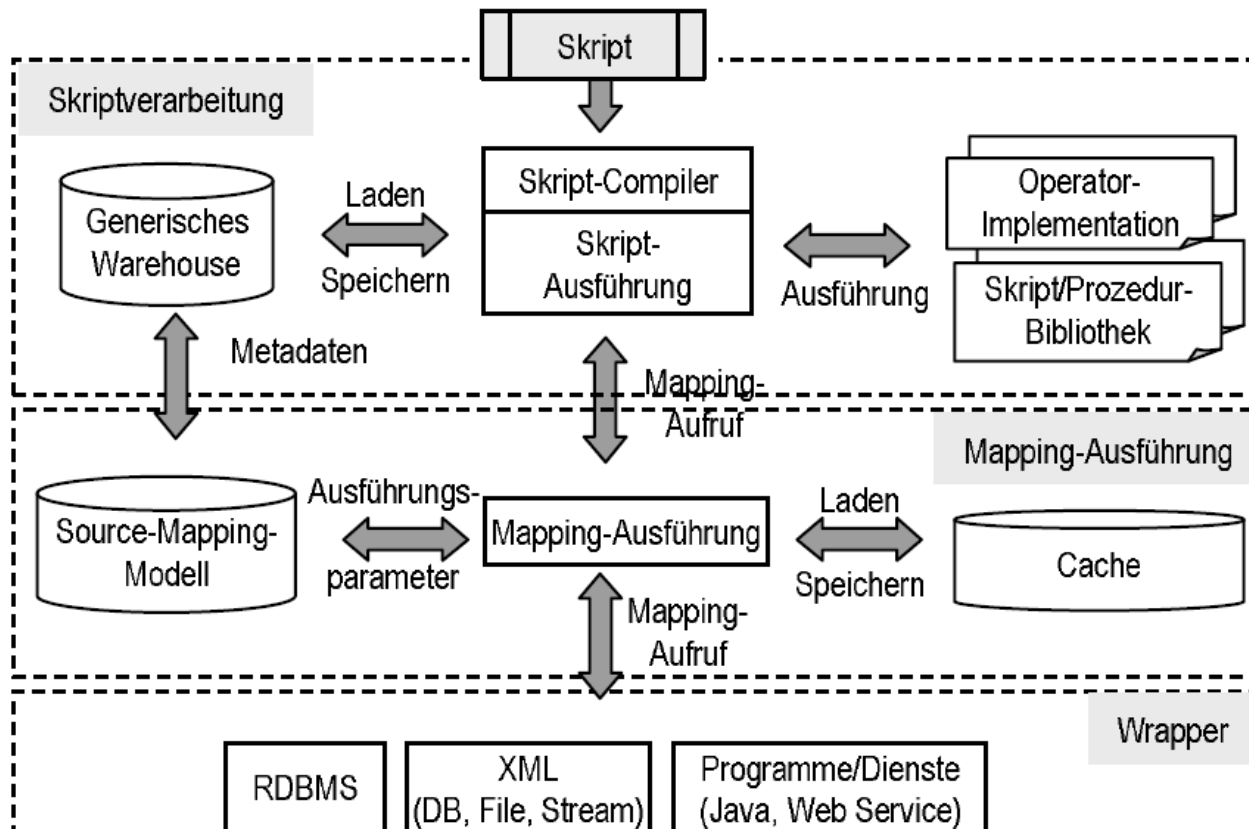 Skript
Skriptverarbeitung
Generisches
Warehouse
Laden
Speichern
Skript-Compiler
Skript-
Ausführung
Ausführung
Operator-
Implementation
Skript/Prozedur-
Bibliothek
Metadaten
Mapping-
Aufruf
Mapping-Ausführung
Source-Mapping-
Modell
Ausführungs-
parameter
Mapping-Ausführung
Laden
Speichern
Cache
Mapping-
Aufruf
Wrapper
RDBMS
XML
(DB, File, Stream)
Programme/Dienste
(Java, Web Service)